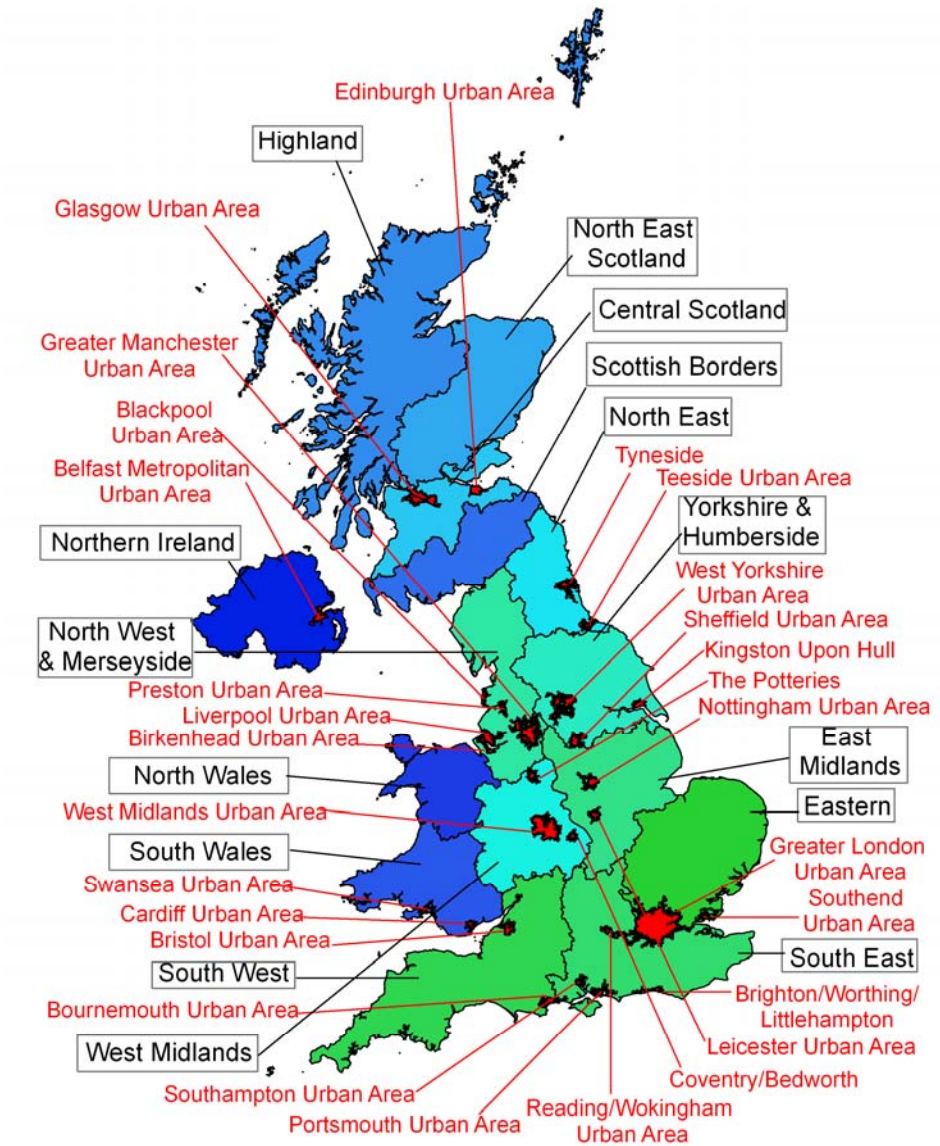 Edinburgh Urban Area
Highland
Glasgow Urban Area
North East
Scotland
Central Scotland
Greater Manchester
Urban Area
Scottish Borders
Blackpool
Urban Area
North East
Tyneside
Belfast Metropolitan
Urban Area
Teeside Urban Area
Yorkshire &
Humberside
Northern Ireland
West Yorkshire
Urban Area
Sheffield Urban Area
North West
& Merseyside
Kingston Upon Hull
The Potteries
Preston Urban Area
Nottingham Urban Area
Liverpool Urban Area
Birkenhead Urban Area
East
Midlands
North Wales
Eastern
West Midlands Urban Area
South Wales
Greater London
Urban Area
Swansea Urban Area
Southend
Urban Area
Cardiff Urban Area
Bristol Urban Area
South East
South West
Brighton/Worthing/
Littlehampton
Bournemouth Urban Area
Leicester Urban Area
West Midlands
Coventry/Bedworth
Southampton Urban Area
Reading/Wokingham
Urban Area
Portsmouth Urban Area